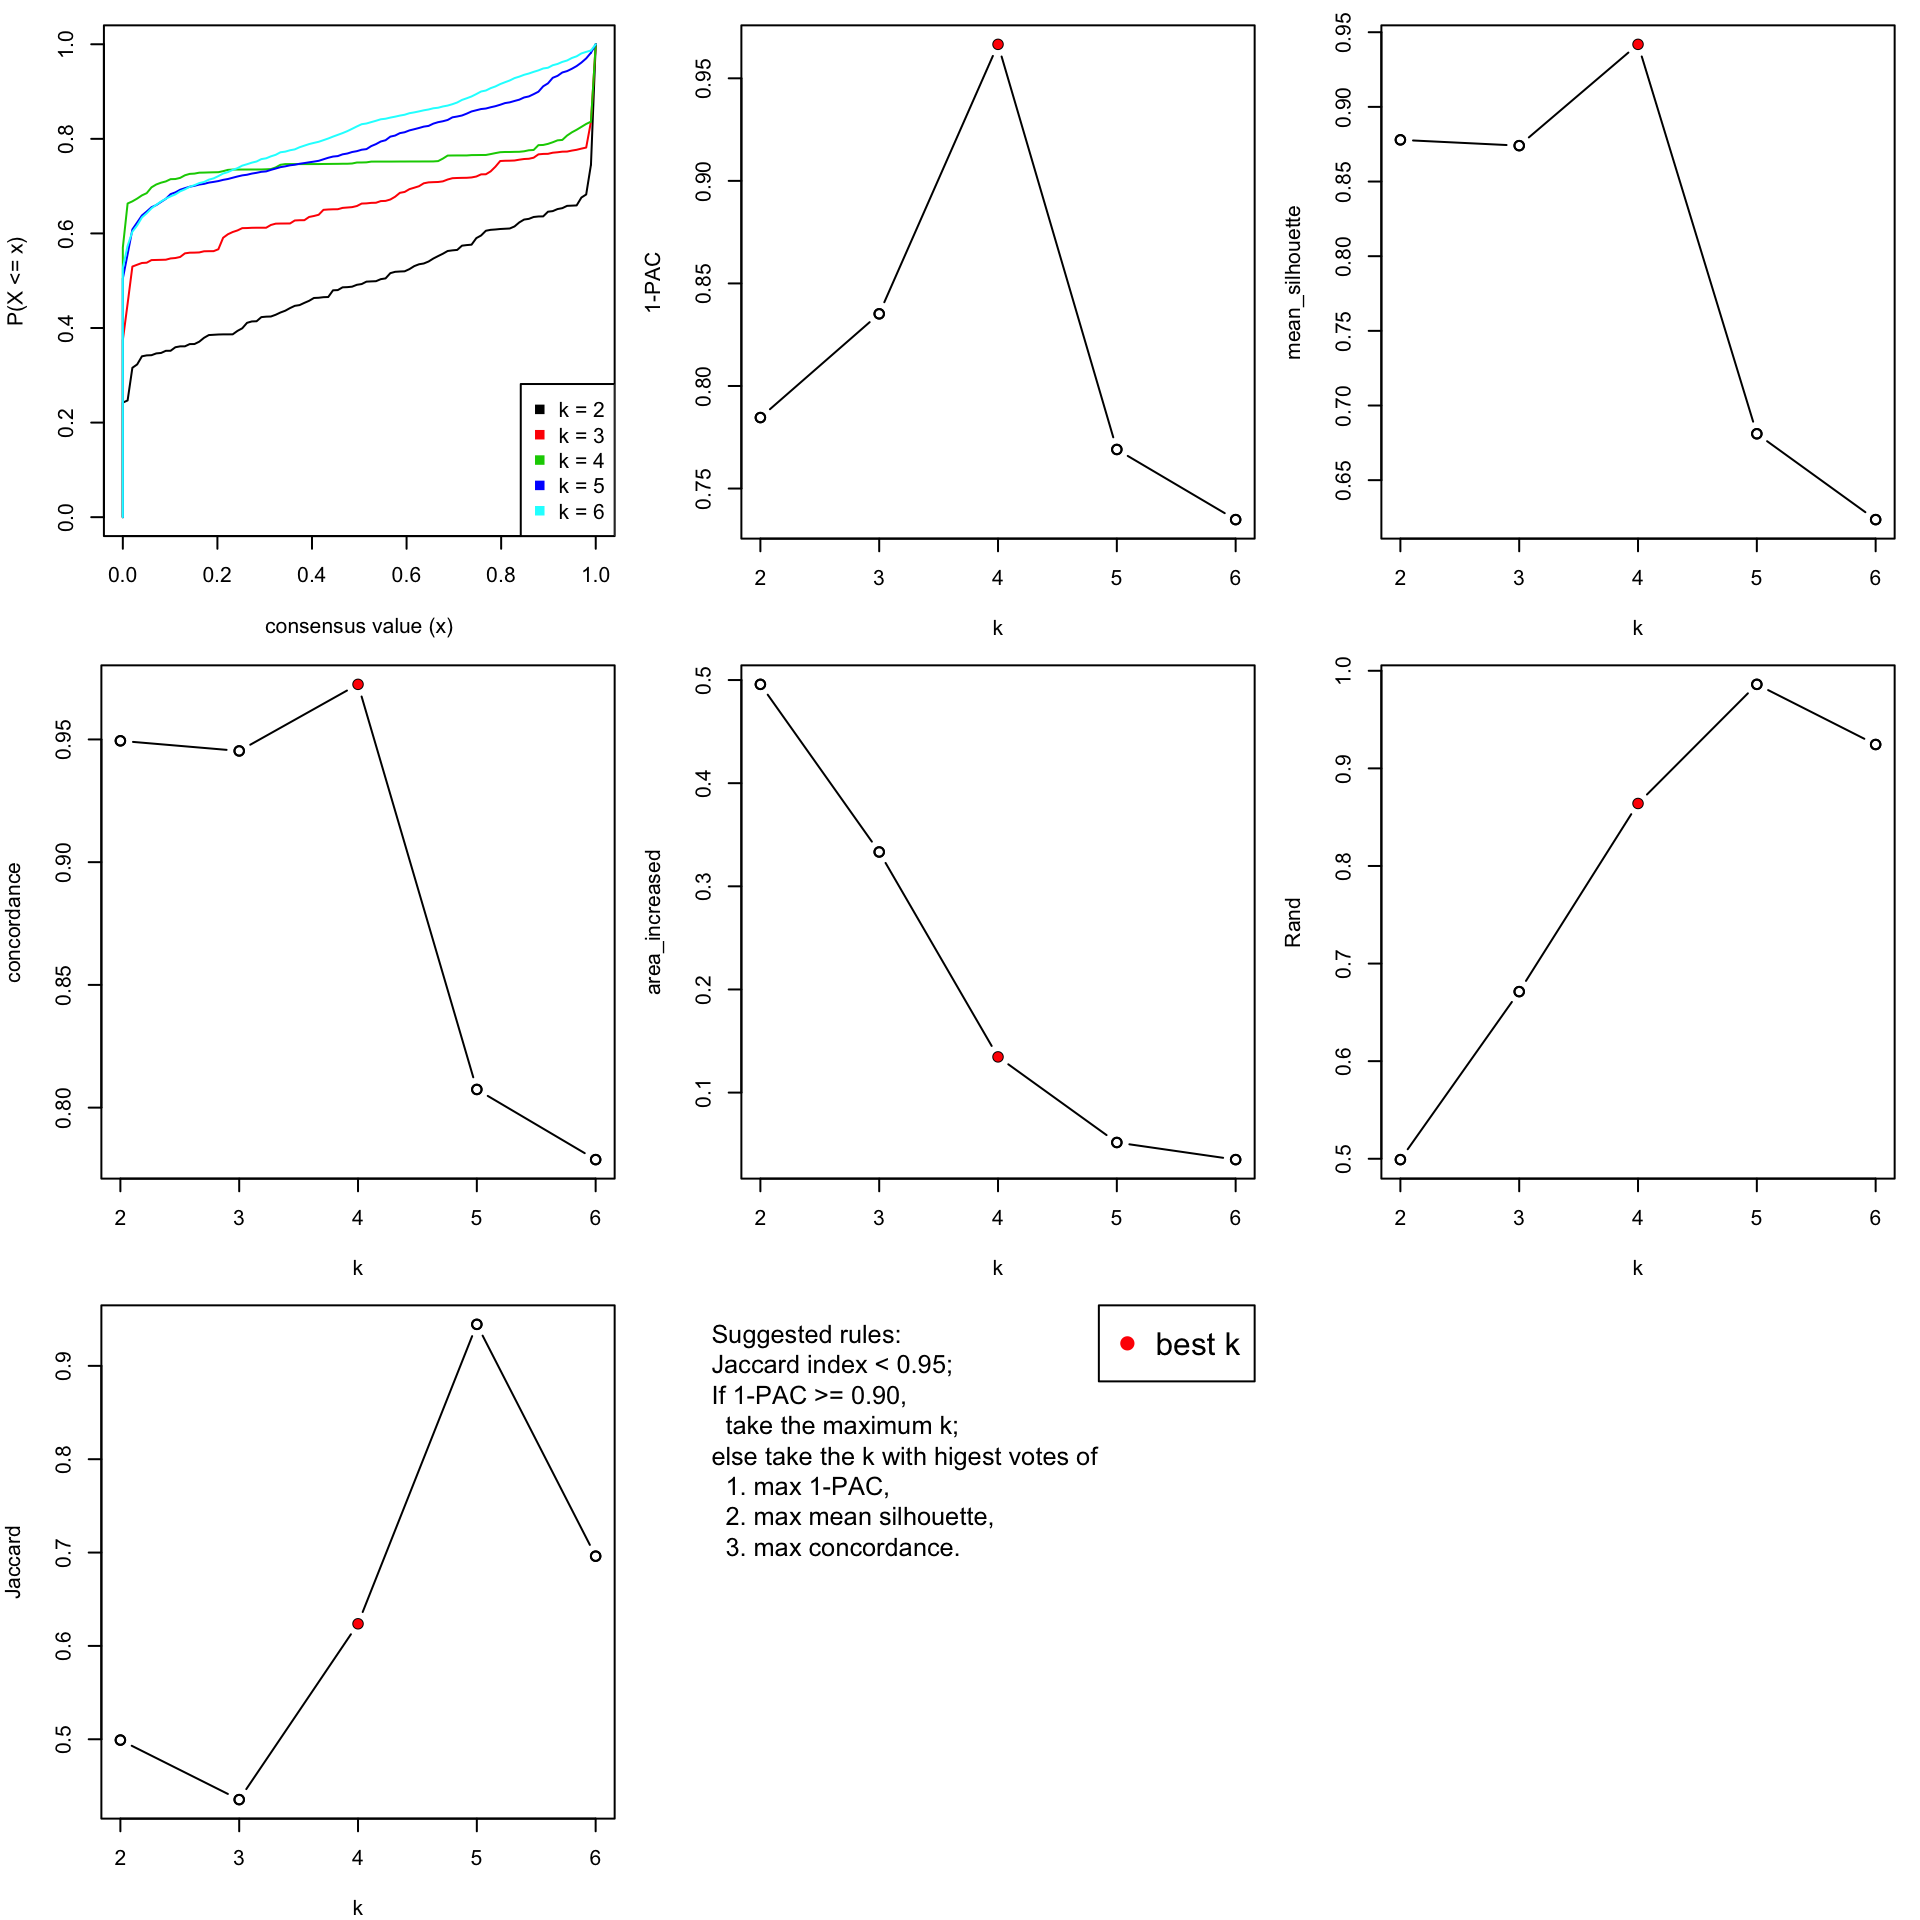 P(X <= x)
0.0 0.2 0.4 0.6 0.8 1.0
0.0 0.2 0.4 0.6 0.8 1.0
consensus value (x)
k = 2
k = 3
k = 4
k = 5
k = 6
1-PAC
0.75 0.80 0.85 0.90 0.95
2 3 4 5 6
k
mean_silhouette
0.65 0.70 0.75 0.80 0.85 0.90 0.95
2 3 4 5 6
k
concordance
0.80 0.85 0.90 0.95
2 3 4 5 6
k
area_increased
0.1 0.2 0.3 0.4 0.5
2 3 4 5 6
k
Rand
0.5 0.6 0.7 0.8 0.9 1.0
2 3 4 5 6
k
Jaccard
0.5 0.6 0.7 0.8 0.9
2 3 4 5 6
k
Suggested rules:
Jaccard index < 0.95;
If 1-PAC >= 0.90,
take the maximum k;
else take the k with higest votes of
1. max 1-PAC,
2. max mean silhouette,
3. max concordance.
best k